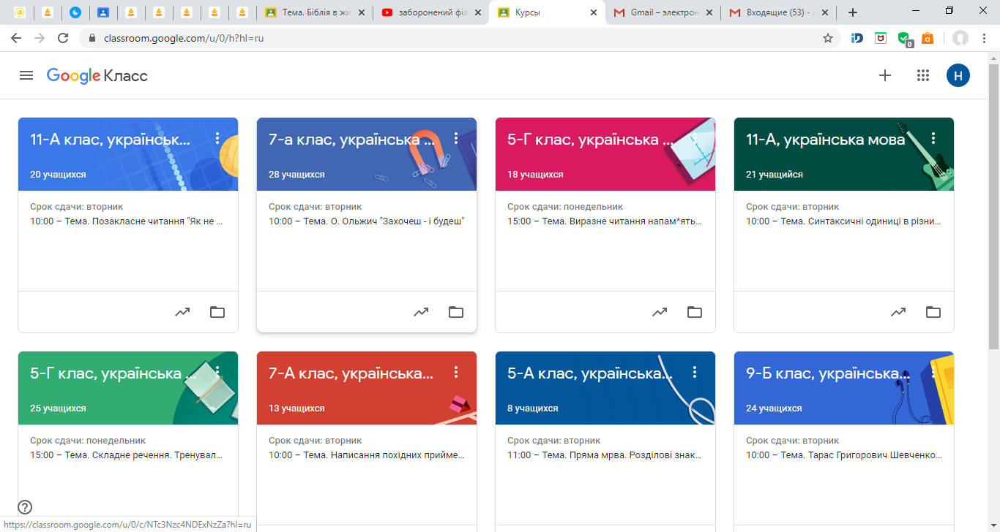 Тема. Біблія в жи
заборонений філ
Курсы
Gmail – электрон
Входящие (53) - c
classroom.google.com/u/0/h?hl=ru
0
Google Класс
H
11-А клас, українськ...
20 учащихся
Срок сдачи: вторник
10:00 – Тема. Позакласне читання "Як не ...
7-а клас, українська ...
28 учащихся
Срок сдачи: вторник
10:00 – Тема. О. Ольжич "Захочеш - і будеш"
5-Г клас, українська ...
18 учащихся
Срок сдачи: понедельник
15:00 – Тема. Виразне читання напам*ять...
11-А, українська мова
21 учащийся
Срок сдачи: вторник
10:00 – Тема. Синтаксичні одиниці в різни...
5-Г клас, українська ...
25 учащихся
Срок сдачи: понедельник
15:00 – Тема. Складне речення. Тренувал...
7-А клас, українська...
13 учащихся
Срок сдачи: вторник
10:00 – Тема. Написання похідних прийме...
5-А клас, українська...
8 учащихся
Срок сдачи: вторник
11:00 – Тема. Пряма мрва. Розділові знак...
9-Б клас, українська...
24 учащихся
Срок сдачи: вторник
10:00 – Тема. Тарас Григорович Шевченко...
https://classroom.google.com/u/0/c/NTc3Nzc4NDExNzZa?hl=ru